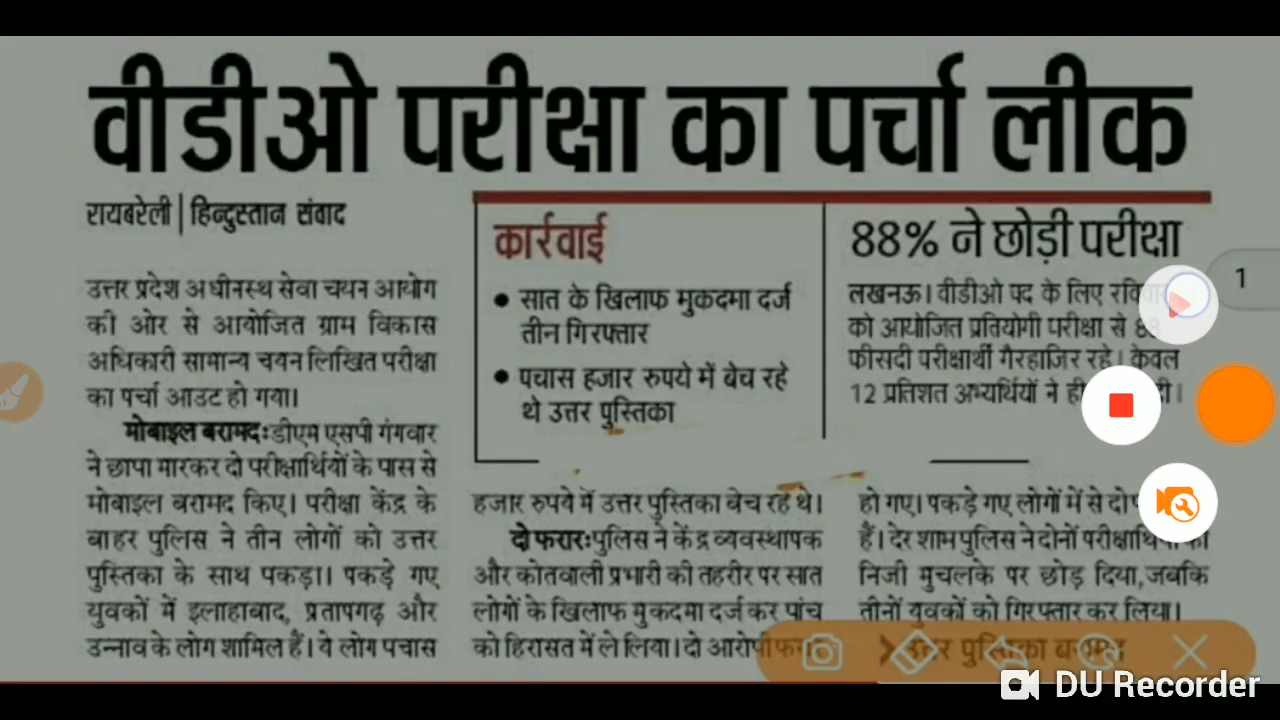 वीडीओ परीक्षा का पर्चा लीक
रायबरेली | हिन्दुस्तान संवाद
उत्तर प्रदेश अधीनस्थ सेवा चयन आयोग
की ओर से आयोजित ग्राम विकास
अधिकारी सामान्य चयन लिखित परीक्षा
का पर्चा आउट हो गया।
मोबाइल बरामद: डीएम एसपी गंगवार
ने छापा मारकर दो परीक्षार्थियों के पास से
मोबाइल बरामद किए। परीक्षा केंद्र के
बाहर पुलिस ने तीन लोगों को उत्तर
पुस्तिका के साथ पकड़ा।। पकड़े गए
युवकों में इलाहाबाद, प्रतापगढ़ और
उन्नाव के लोग शामिल हैं। ये लोग पचास
कार्रवाई
● सात के खिलाफ मुकदमा दर्ज
तीन गिरफ्तार
● पचास हजार रुपये में बेच रहे
थे उत्तर पुस्तिका
हजार रुपये में उत्तर पुस्तिका बेच रहे थे।
दो फरार: पुलिस ने केंद्र व्यवस्थापक
और कोतवाली प्रभारी की तहरीर पर सात
लोगों के खिलाफ मुकदमा दर्ज कर पांच
को हिरासत में ले लिया। दो आरोपी
88% ने छोड़ी परीक्षा
लखनऊ। वीडीओ पद के लिए
को आयोजित प्रतियोगी परीक्षा से 88
फीसदी परीक्षार्थी गैरहाजिर रहे। केवल
12 प्रतिशत अभ्यर्थियों ने ही
हो गए। पकड़े गए लोगों में से दो
हैं। देर शाम पुलिस ने दोनों
निजी मुचलके पर छोड़ दिया, जबकि
तीनों युवकों को गिरफ्तार कर लिया।
उत्तर पुस्तिका बरामद
1
DU Recorder